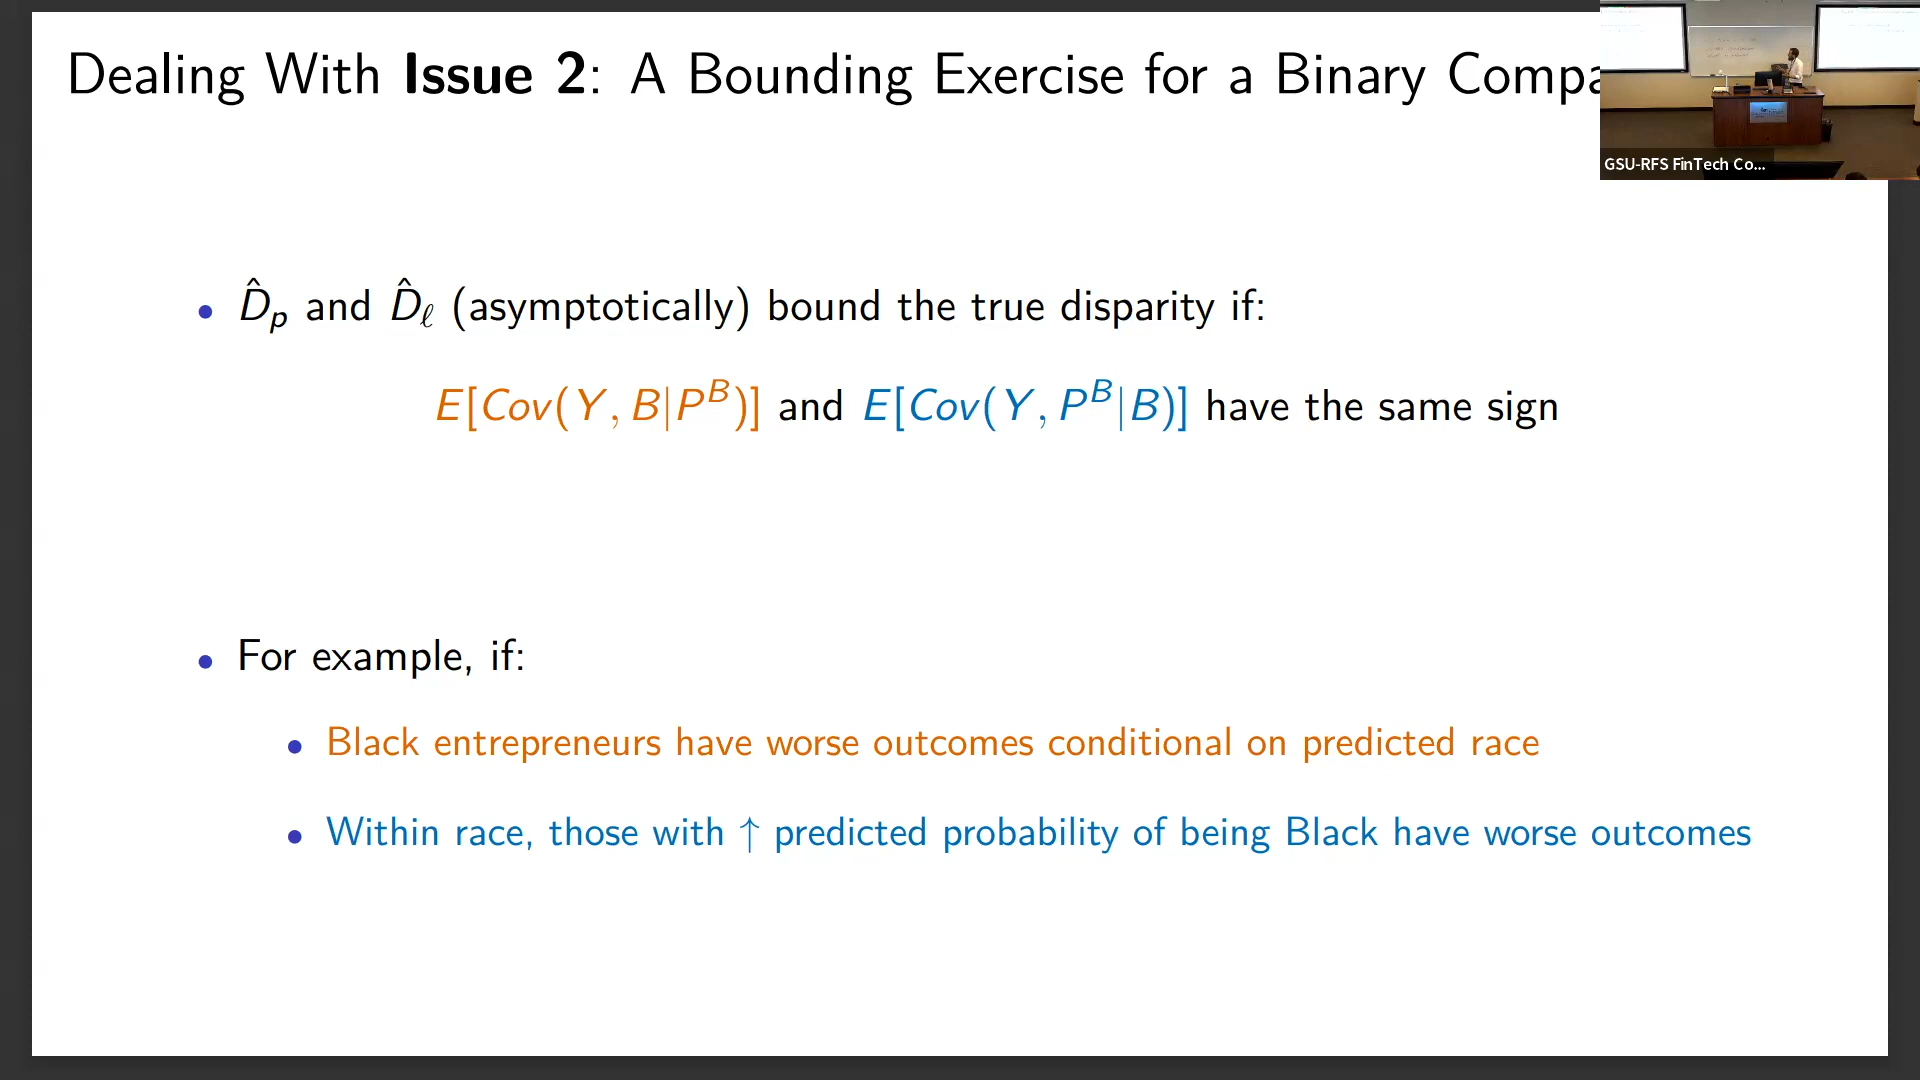 Dealing With Issue 2: A Bounding Exercise for a Binary Compa
GSU-RFS FinTech Co...
• D̂ₚ and D̂_ℓ (asymptotically) bound the true disparity if:
E[Cov(Y, B|P^B)] and E[Cov(Y, P^B|B)] have the same sign
• For example, if:
• Black entrepreneurs have worse outcomes conditional on predicted race
• Within race, those with ↑ predicted probability of being Black have worse outcomes